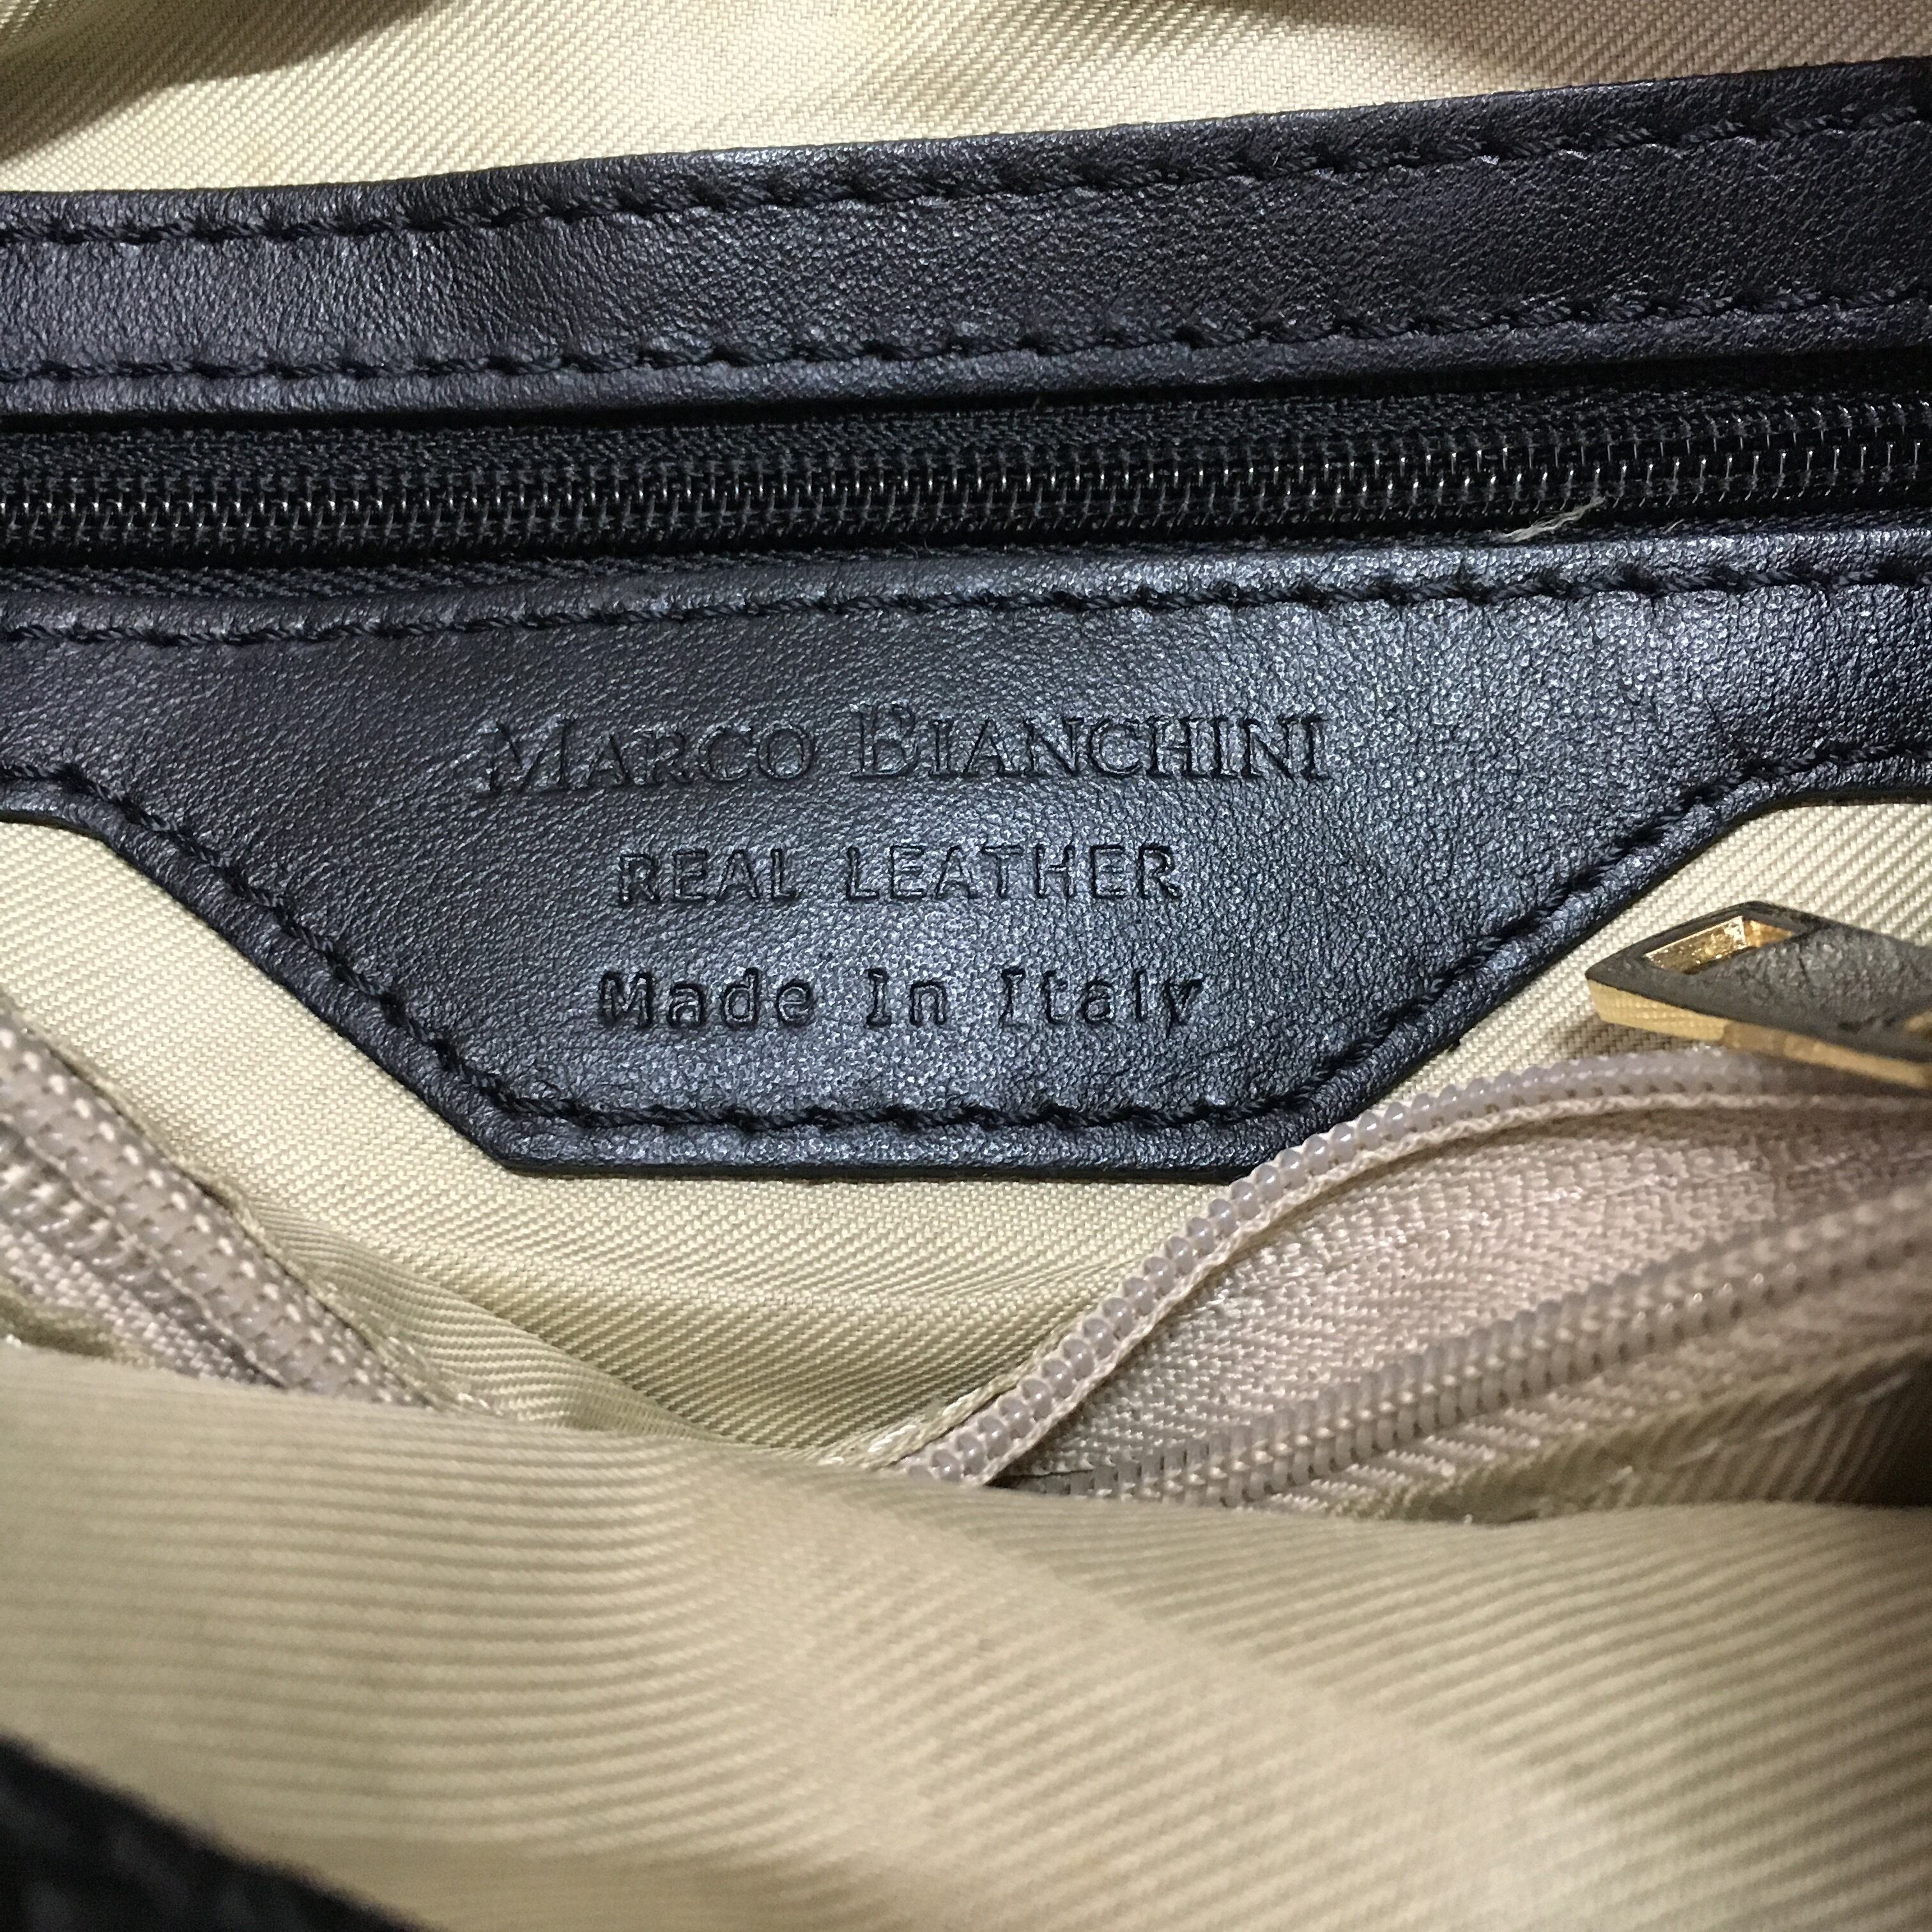 MARCO BIANCHINI
REAL LEATHER
Made In Italy